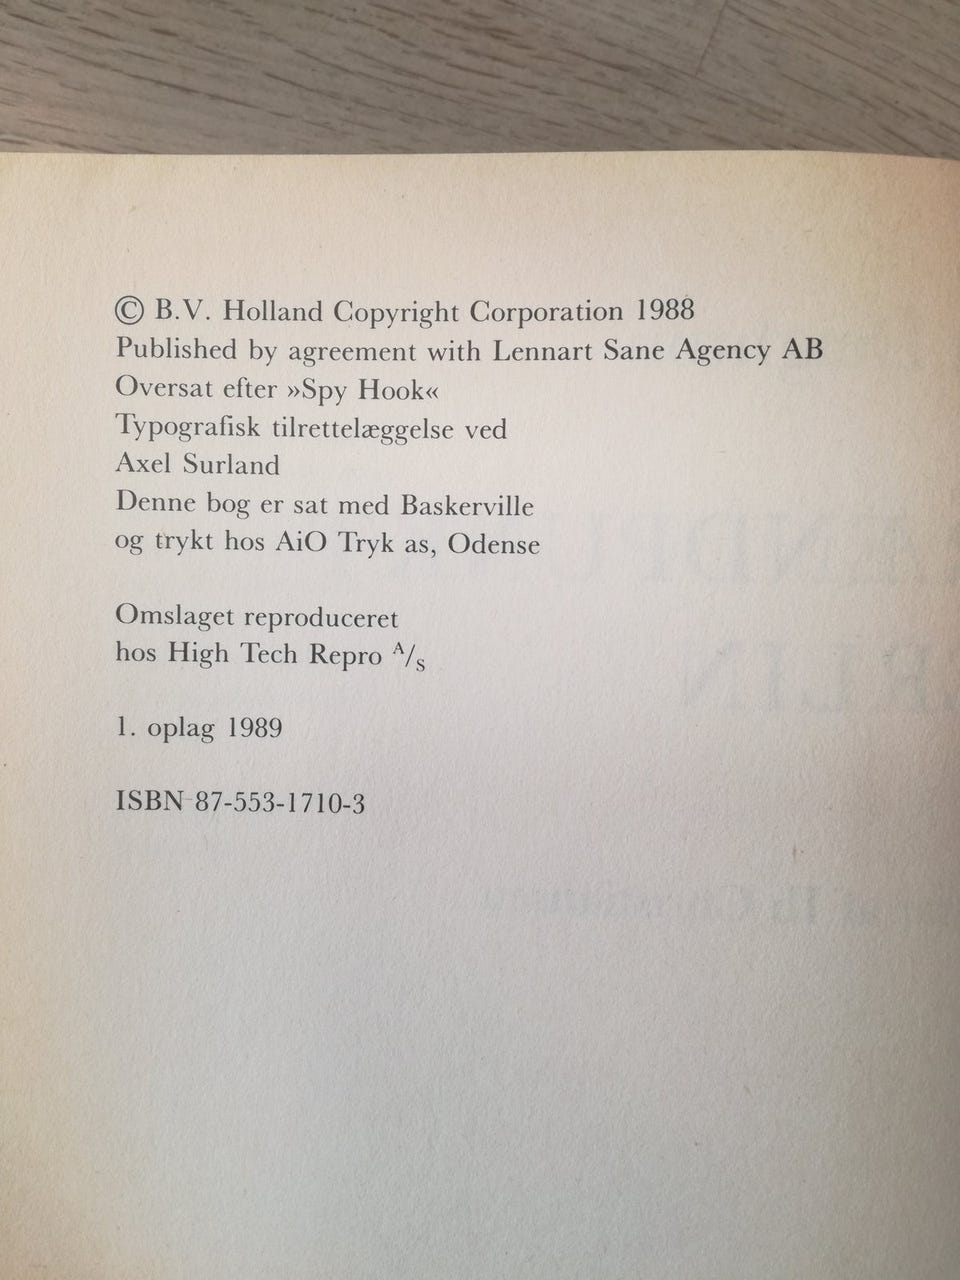 © B.V. Holland Copyright Corporation 1988
Published by agreement with Lennart Sane Agency AB
Oversat efter »Spy Hook«
Typografisk tilrettelæggelse ved
Axel Surland
Denne bog er sat med Baskerville
og trykt hos AiO Tryk as, Odense
Omslaget reproduceret
hos High Tech Repro A/S
1. oplag 1989
ISBN 87-553-1710-3